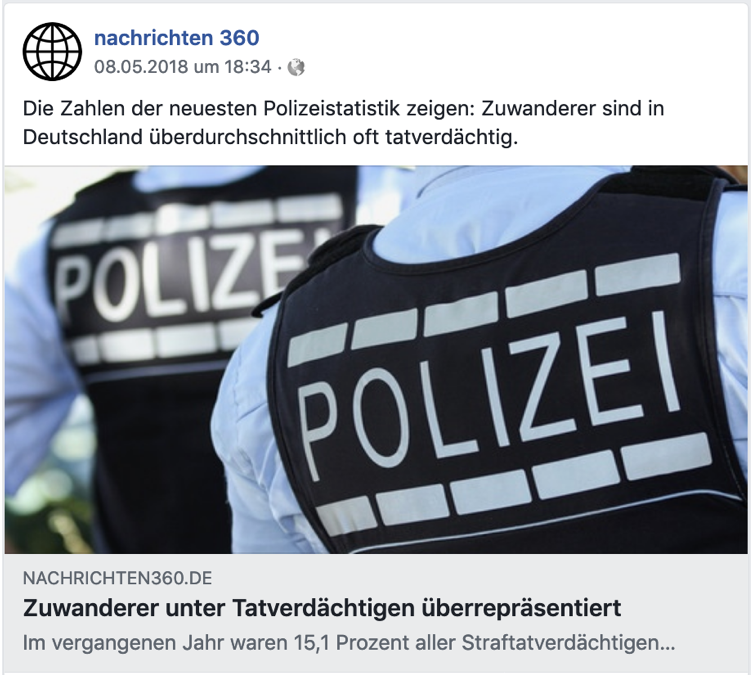 nachrichten 360
08.05.2018 um 18:34 ·
Die Zahlen der neuesten Polizeistatistik zeigen: Zuwanderer sind in
Deutschland überdurchschnittlich oft tatverdächtig.
POLIZEI
POLIZEI
NACHRICHTEN360.DE
Zuwanderer unter Tatverdächtigen überrepräsentiert
Im vergangenen Jahr waren 15,1 Prozent aller Straftatverdächtigen...